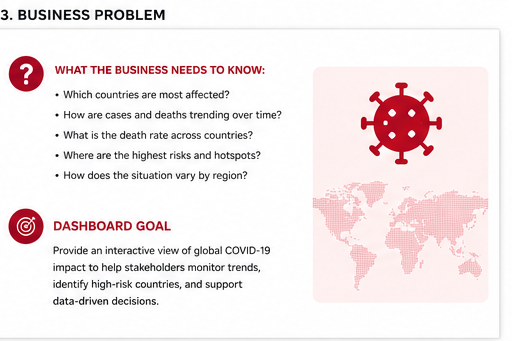 3. BUSINESS PROBLEM
?
WHAT THE BUSINESS NEEDS TO KNOW:
• Which countries are most affected?
• How are cases and deaths trending over time?
• What is the death rate across countries?
• Where are the highest risks and hotspots?
• How does the situation vary by region?
DASHBOARD GOAL
Provide an interactive view of global COVID-19
impact to help stakeholders monitor trends,
identify high-risk countries, and support
data-driven decisions.